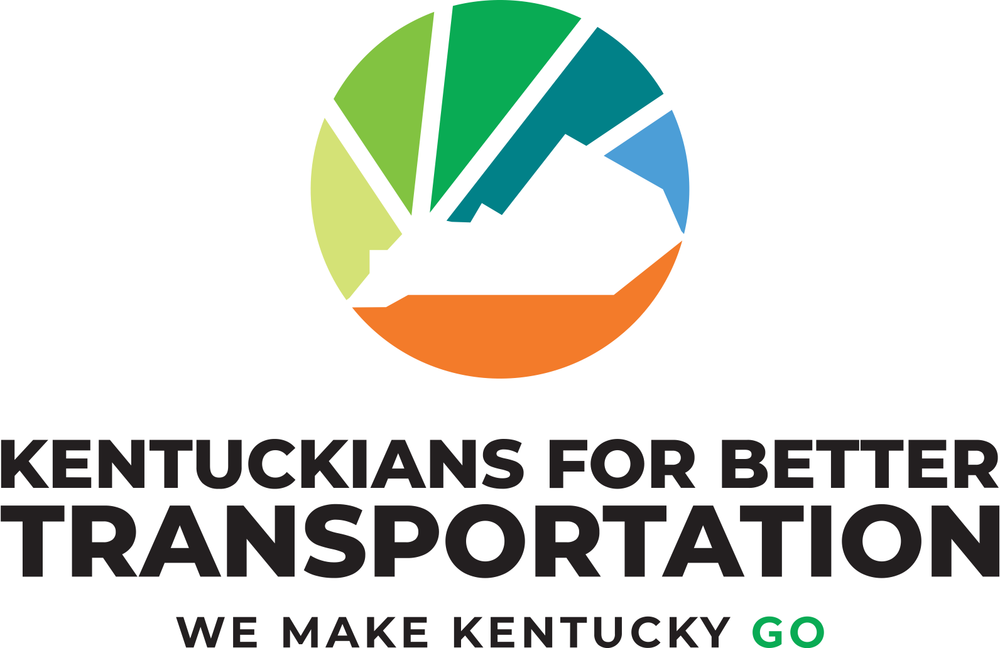 KENTUCKIANS FOR BETTER
TRANSPORTATION
WE MAKE KENTUCKY GO